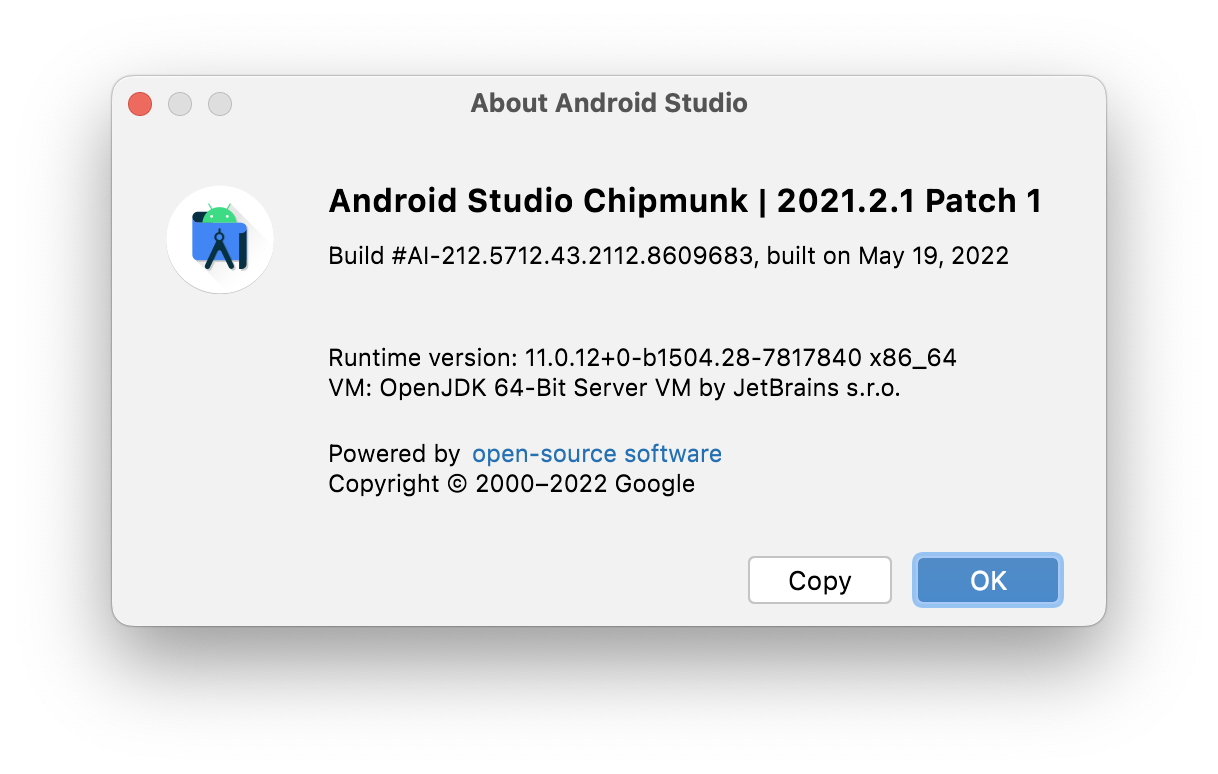 About Android Studio
Android Studio Chipmunk | 2021.2.1 Patch 1
Build #AI-212.5712.43.2112.8609683, built on May 19, 2022
Runtime version: 11.0.12+0-b1504.28-7817840 x86_64
VM: OpenJDK 64-Bit Server VM by JetBrains s.r.o.
Powered by open-source software
Copyright © 2000–2022 Google
Copy OK